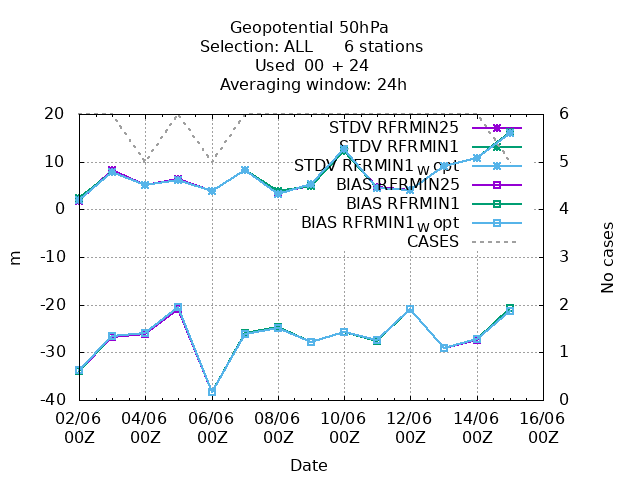 Geopotential 50hPa
Selection: ALL 6 stations
Used 00 + 24
Averaging window: 24h
20
10
0
-10
-20
-30
-40
m
6
5
4
3
2
1
0
No cases
STDV RFRMIN25
STDV RFRMIN1
STDV RFRMIN1_w opt
BIAS RFRMIN25
BIAS RFRMIN1
BIAS RFRMIN1_w opt
CASES
02/06 04/06 06/06 08/06 10/06 12/06 14/06 16/06
00Z 00Z 00Z 00Z 00Z 00Z 00Z 00Z
Date